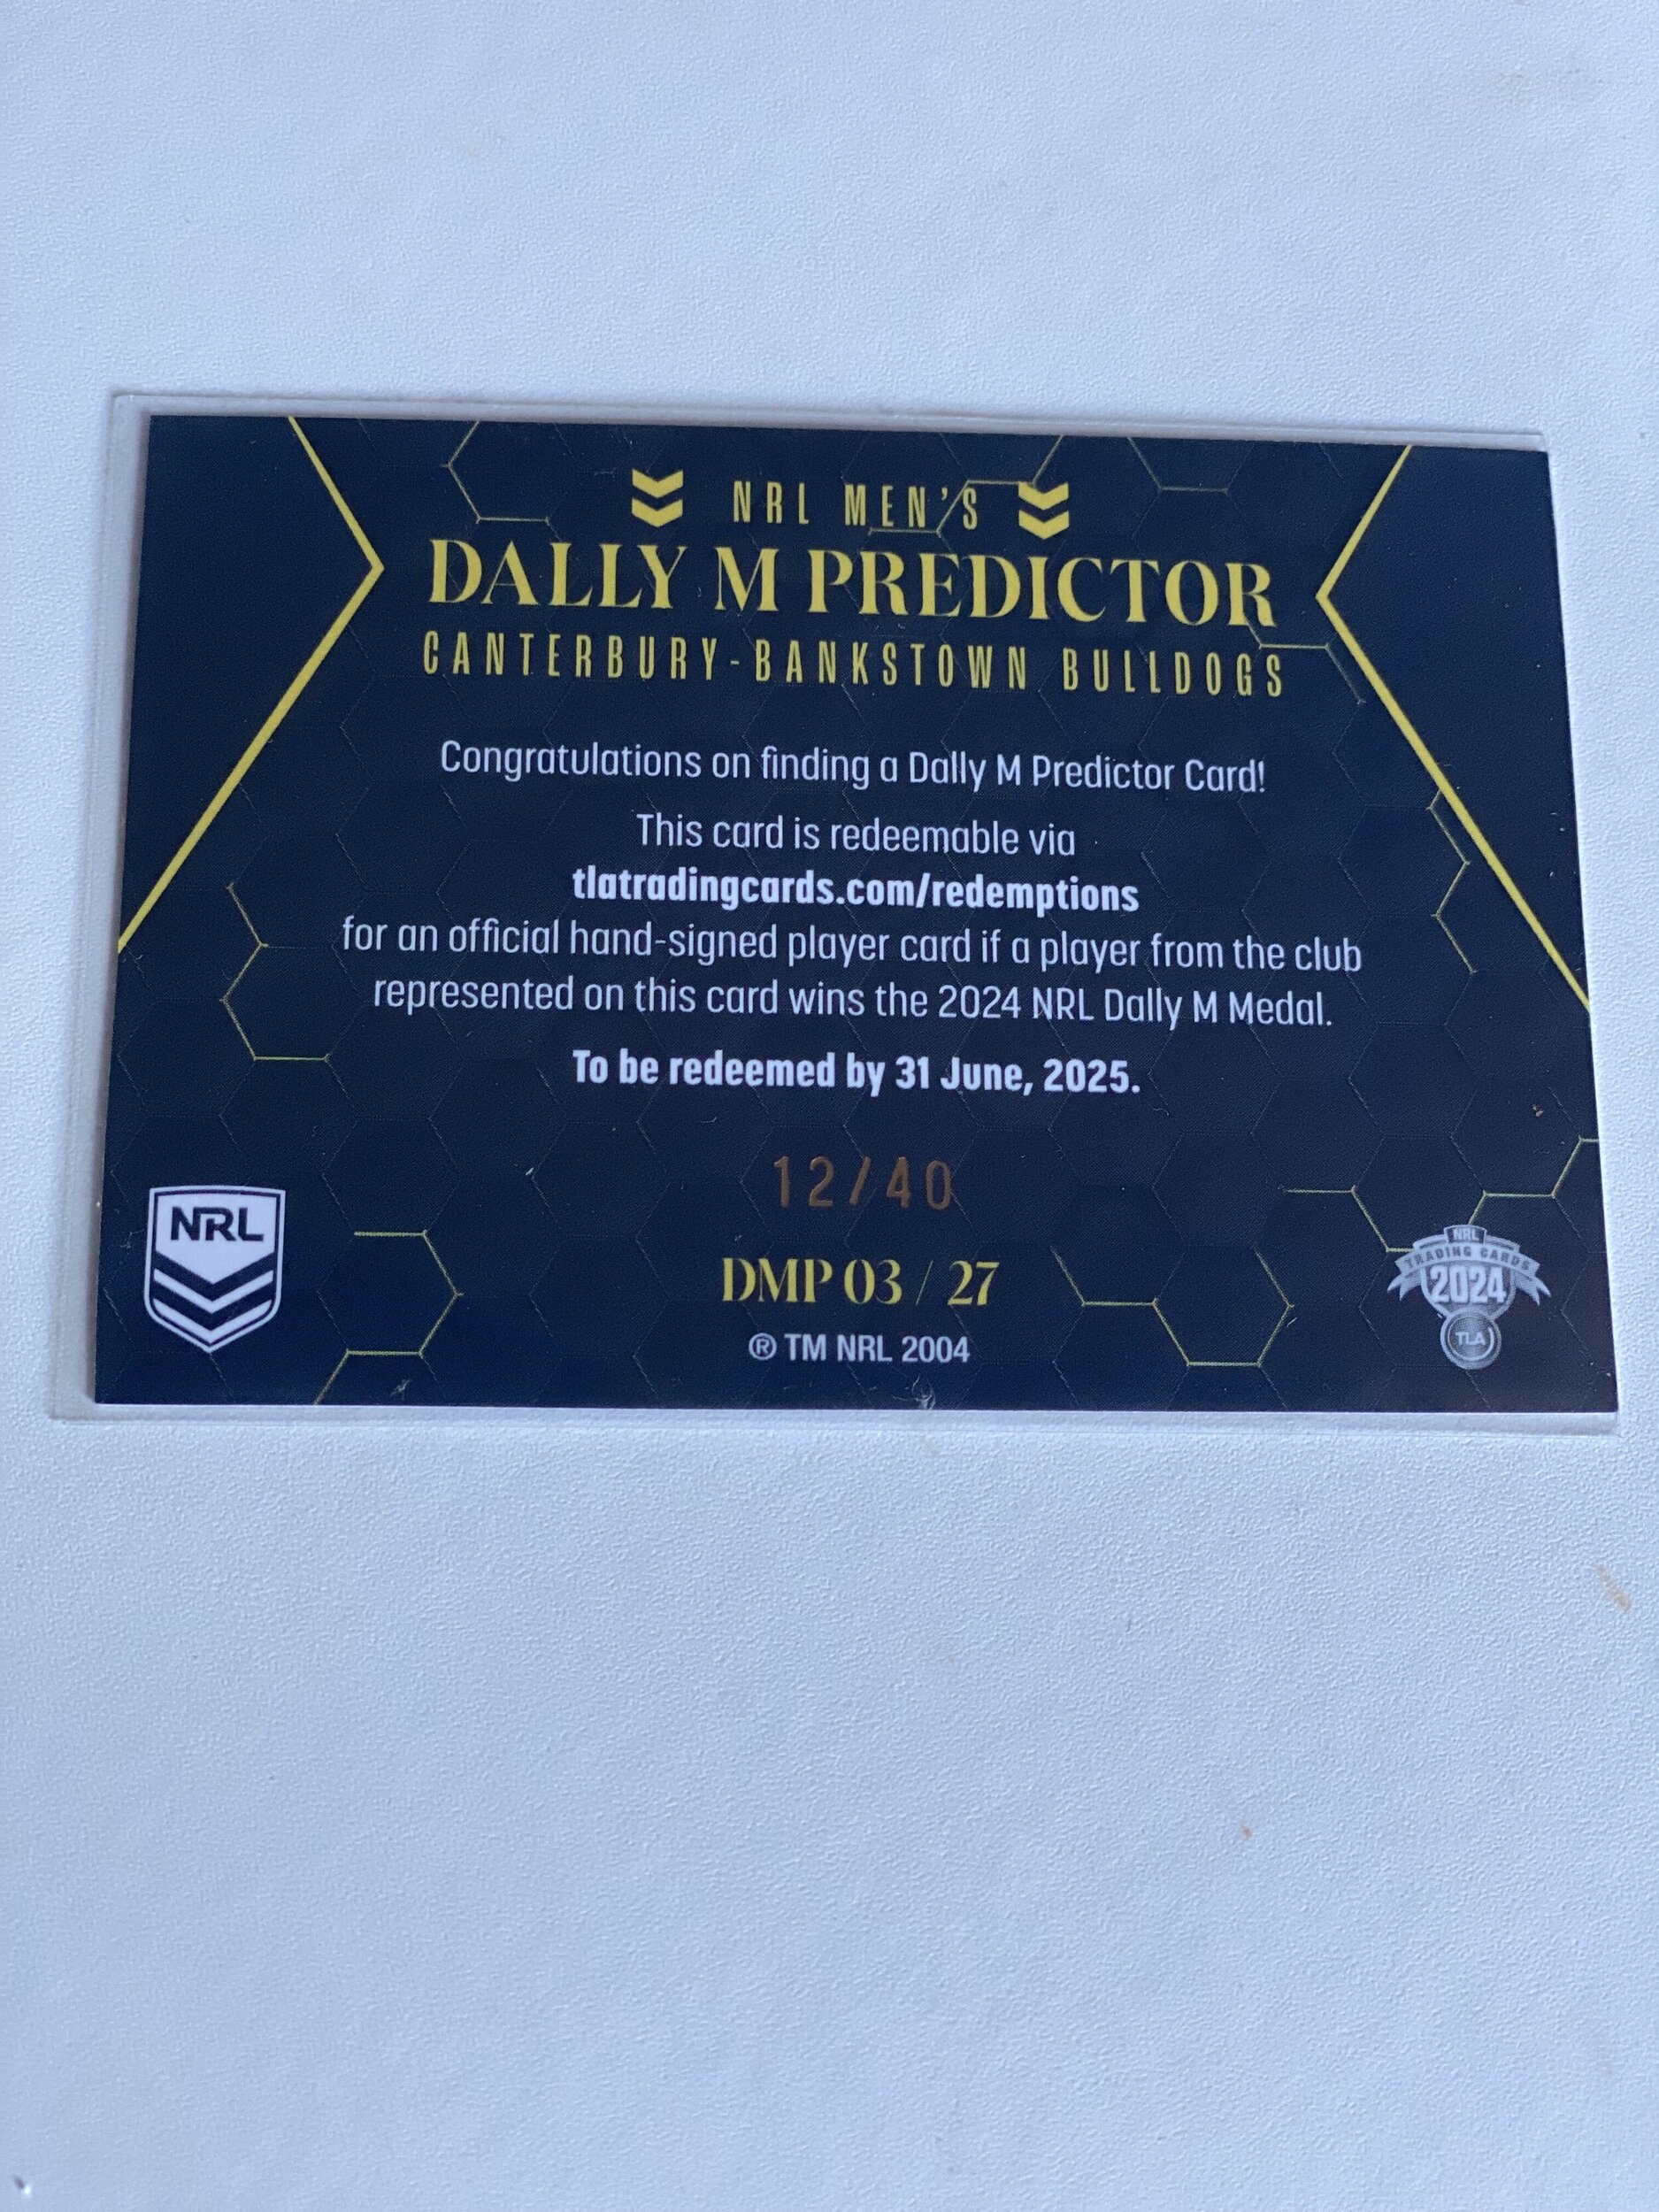 NRL MEN'S
DALLY M PREDICTOR
CANTERBURY-BANKSTOWN BULLDOGS
Congratulations on finding a Dally M Predictor Card!
This card is redeemable via
tlatradingcards.com/redemptions
for an official hand-signed player card if a player from the club
represented on this card wins the 2024 NRL Dally M Medal.
To be redeemed by 31 June, 2025.
12/40
DMP 03 / 27
® TM NRL 2004
NRL
NRL
TRADING CARDS
2024
TLA